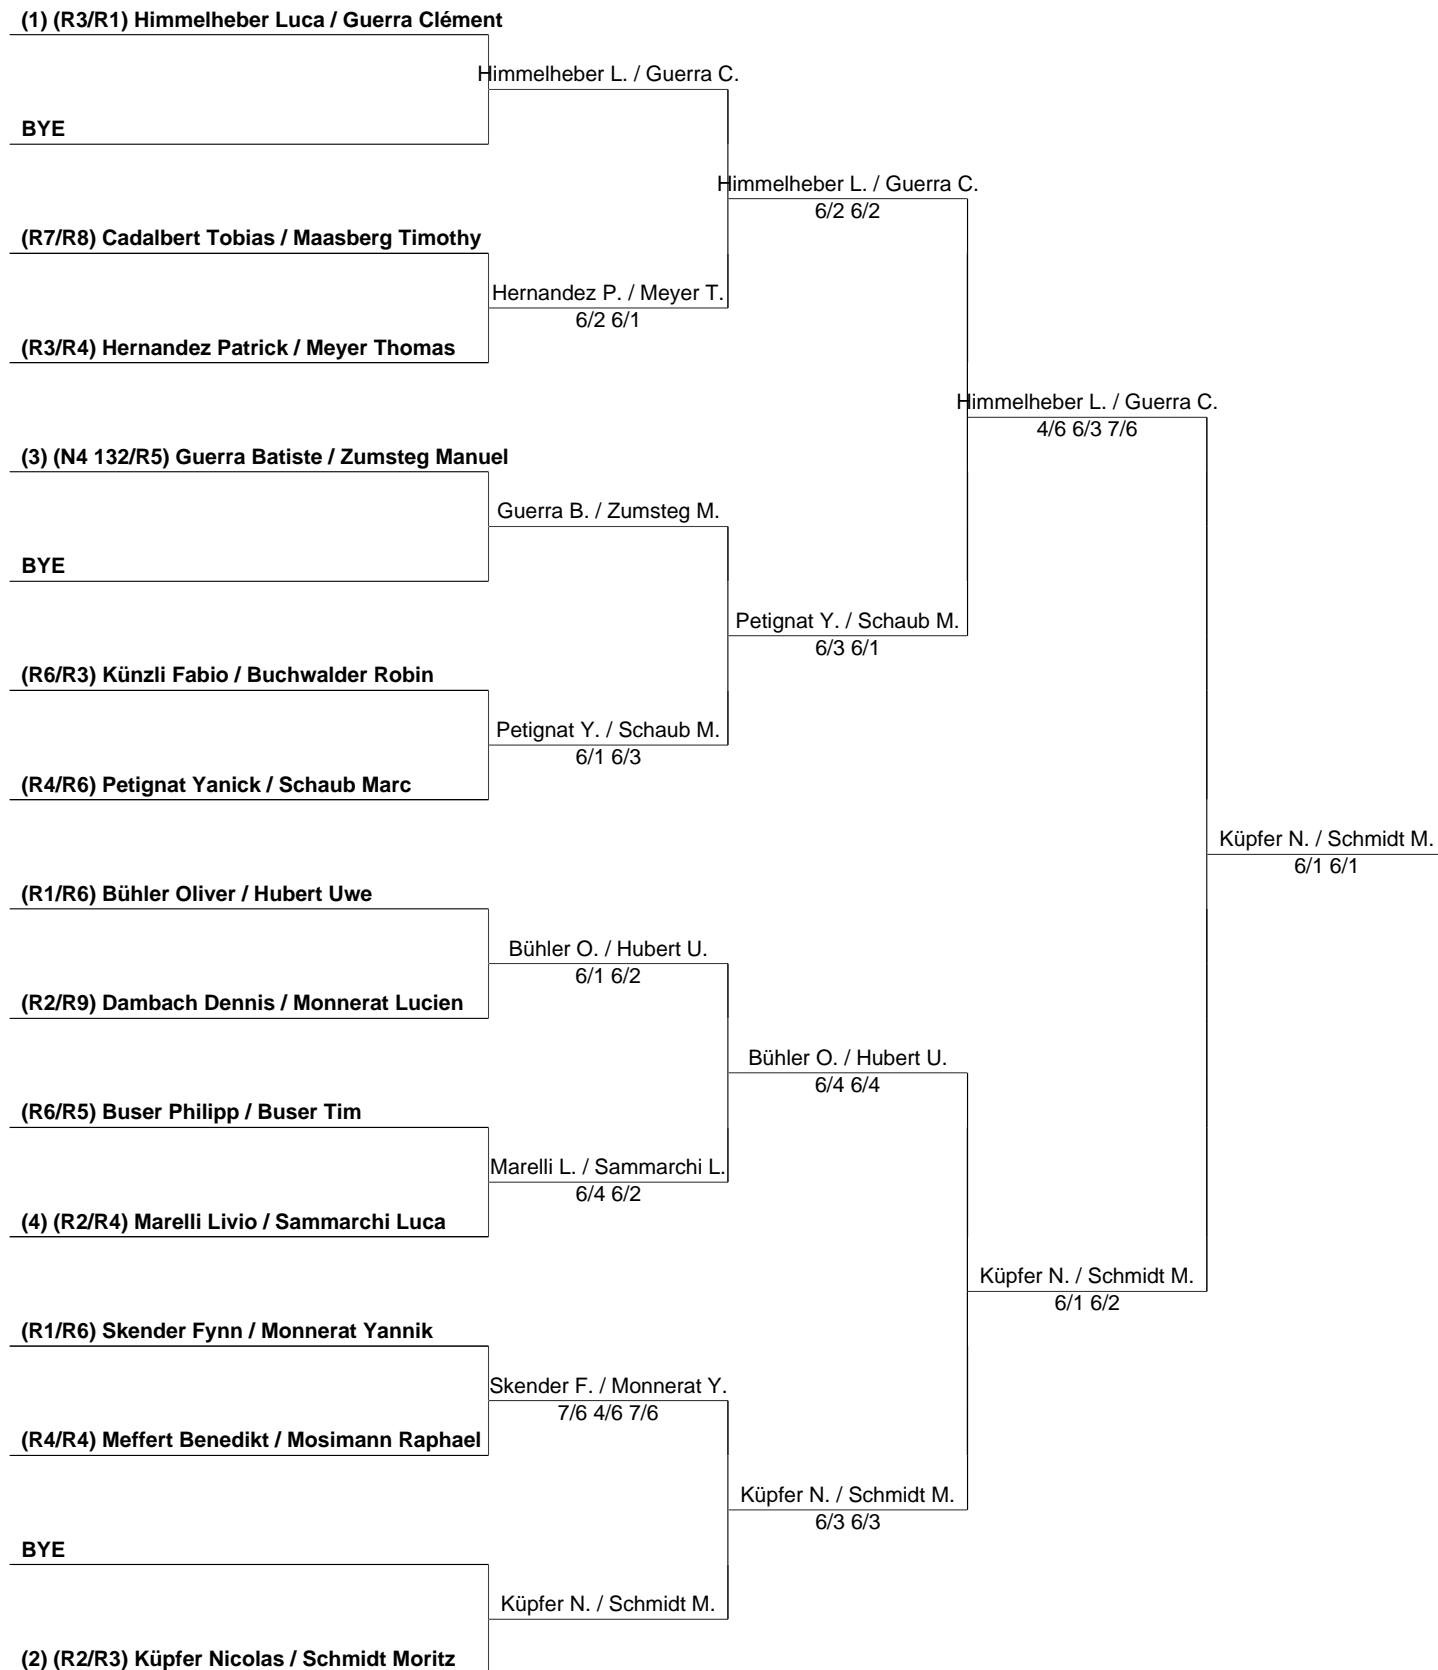 (1) (R3/R1) Himmelheber Luca / Guerra Clément
Himmelheber L. / Guerra C.
BYE
Himmelheber L. / Guerra C.
6/2 6/2
(R7/R8) Cadalbert Tobias / Maasberg Timothy
Hernandez P. / Meyer T.
6/2 6/1
(R3/R4) Hernandez Patrick / Meyer Thomas
Himmelheber L. / Guerra C.
4/6 6/3 7/6
(3) (N4 132/R5) Guerra Batiste / Zumsteg Manuel
Guerra B. / Zumsteg M.
BYE
Petignat Y. / Schaub M.
6/3 6/1
(R6/R3) Künzli Fabio / Buchwalder Robin
Petignat Y. / Schaub M.
6/1 6/3
(R4/R6) Petignat Yanick / Schaub Marc
Küpfer N. / Schmidt M.
6/1 6/1
(R1/R6) Bühler Oliver / Hubert Uwe
Bühler O. / Hubert U.
6/1 6/2
(R2/R9) Dambach Dennis / Monnerat Lucien
Bühler O. / Hubert U.
6/4 6/4
(R6/R5) Buser Philipp / Buser Tim
Marelli L. / Sammarchi L.
6/4 6/2
(4) (R2/R4) Marelli Livio / Sammarchi Luca
Küpfer N. / Schmidt M.
6/1 6/2
(R1/R6) Skender Fynn / Monnerat Yannik
Skender F. / Monnerat Y.
7/6 4/6 7/6
(R4/R4) Meffert Benedikt / Mosimann Raphael
Küpfer N. / Schmidt M.
6/3 6/3
BYE
Küpfer N. / Schmidt M.
(2) (R2/R3) Küpfer Nicolas / Schmidt Moritz